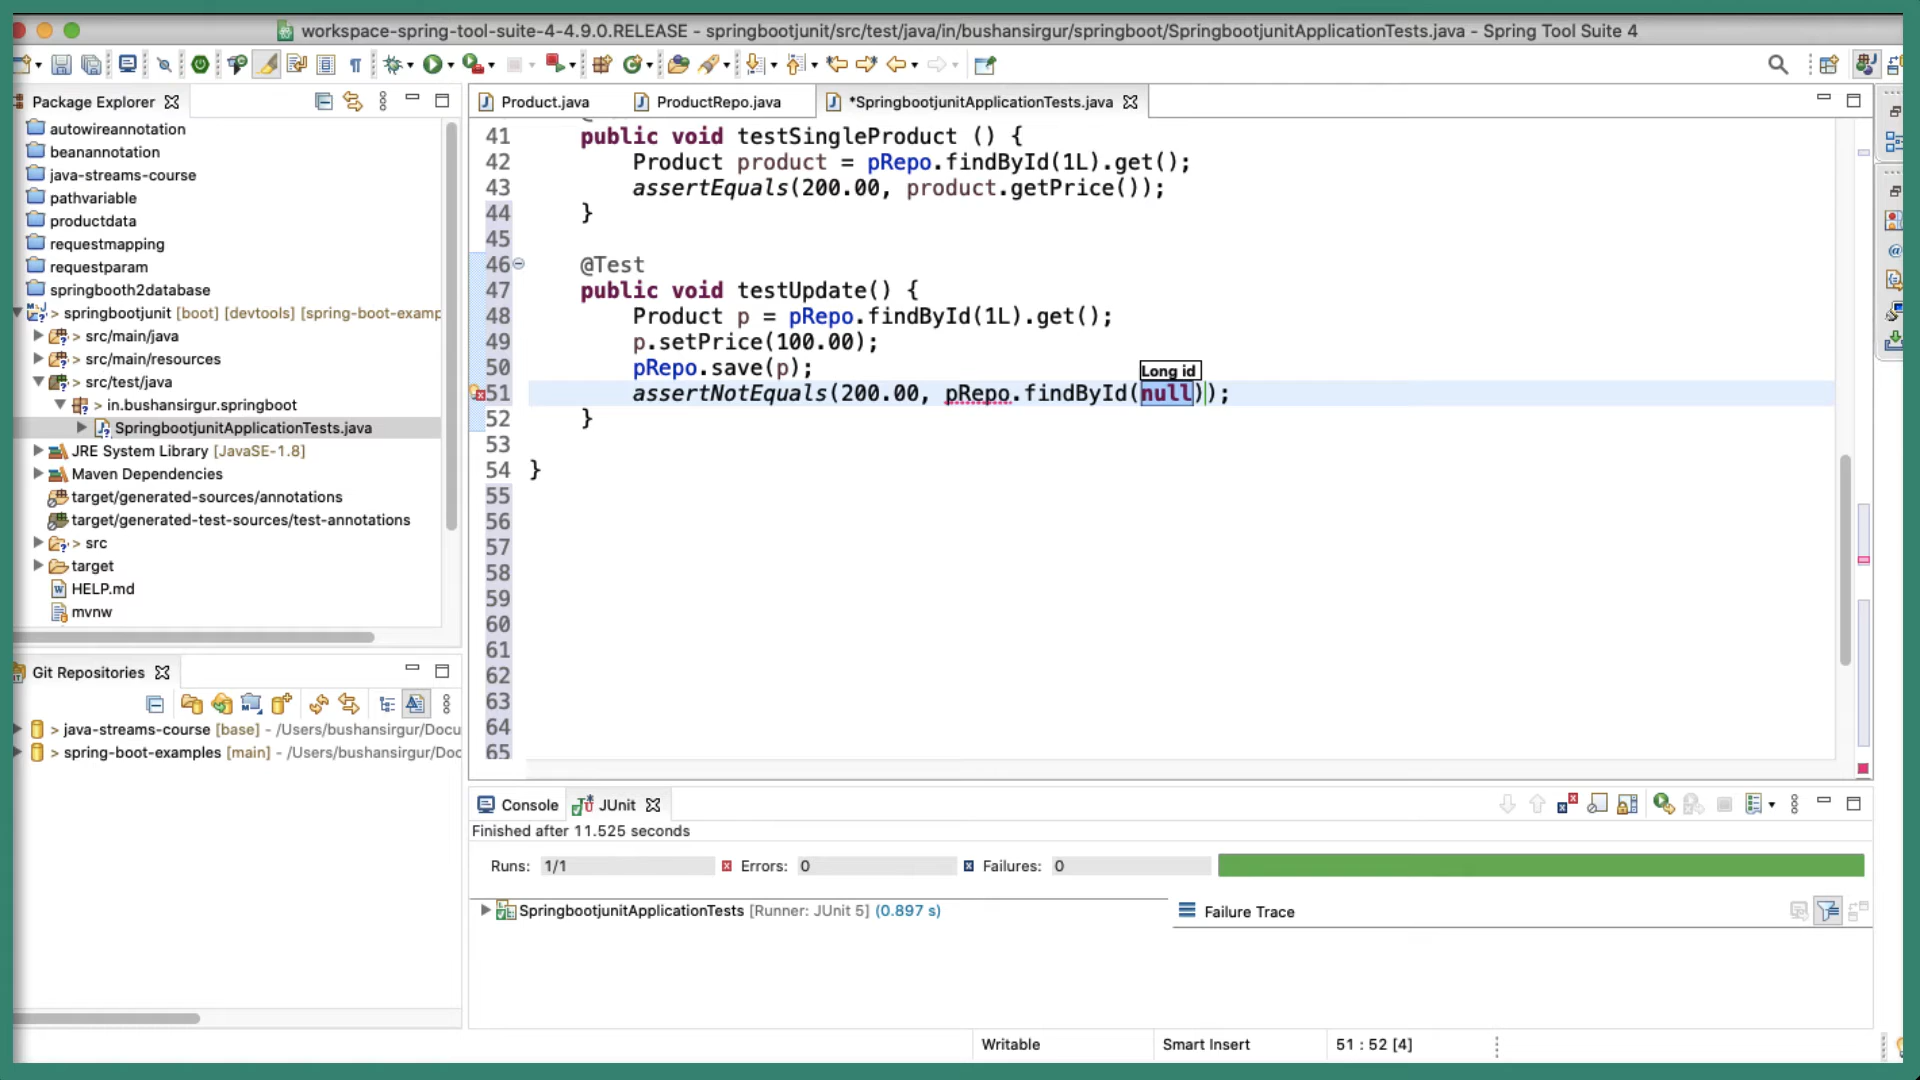 workspace-spring-tool-suite-4-4.9.0.RELEASE - springbootjunit/src/test/java/in/bushansirgur/springboot/SpringbootjunitApplicationTests.java - Spring Tool Suite 4
Package Explorer
autowireannotation
beanannotation
java-streams-course
pathvariable
productdata
requestmapping
requestparam
springbooth2database
> springbootjunit [boot] [devtools] [spring-boot-examp
> src/main/java
> src/main/resources
> src/test/java
> in.bushansirgur.springboot
SpringbootjunitApplicationTests.java
JRE System Library [JavaSE-1.8]
Maven Dependencies
target/generated-sources/annotations
target/generated-test-sources/test-annotations
> src
target
HELP.md
mvnw
Git Repositories
> java-streams-course [base] - /Users/bushansirgur/Docu
> spring-boot-examples [main] - /Users/bushansirgur/Doc
Product.java
ProductRepo.java
*SpringbootjunitApplicationTests.java
41 public void testSingleProduct () {
42 Product product = pRepo.findById(1L).get();
43 assertEquals(200.00, product.getPrice());
44 }
45
46 @Test
47 public void testUpdate() {
48 Product p = pRepo.findById(1L).get();
49 p.setPrice(100.00);
50 pRepo.save(p);
Long id
51 assertNotEquals(200.00, pRepo.findById(null));
52 }
53
54 }
55
56
57
58
59
60
61
62
63
64
65
Console
JUnit
Finished after 11.525 seconds
Runs: 1/1
Errors: 0
Failures: 0
SpringbootjunitApplicationTests [Runner: JUnit 5] (0.897 s)
Failure Trace
Writable
Smart Insert
51 : 52 [4]